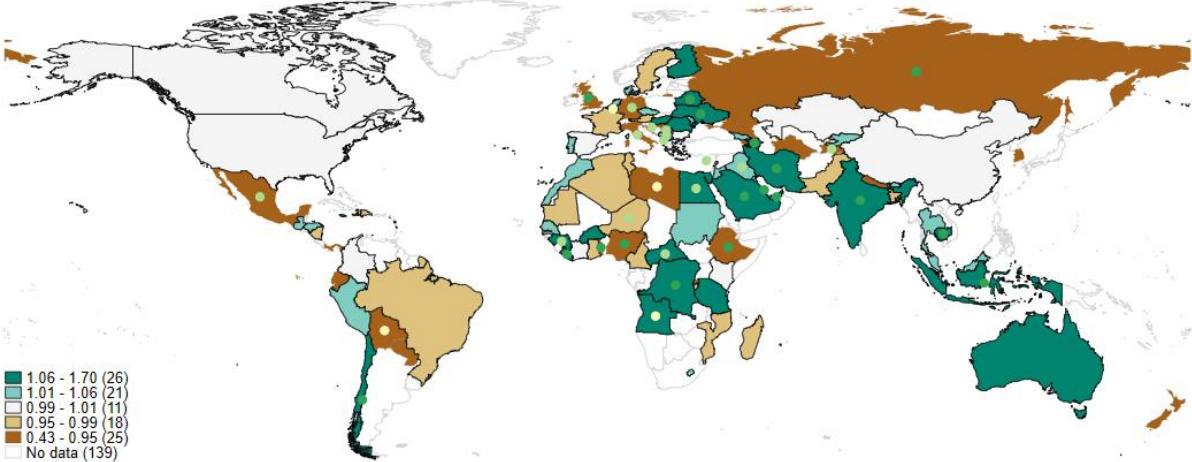 1.06 - 1.70 (26)
1.01 - 1.06 (21)
0.99 - 1.01 (11)
0.95 - 0.99 (18)
0.43 - 0.95 (25)
No data (139)